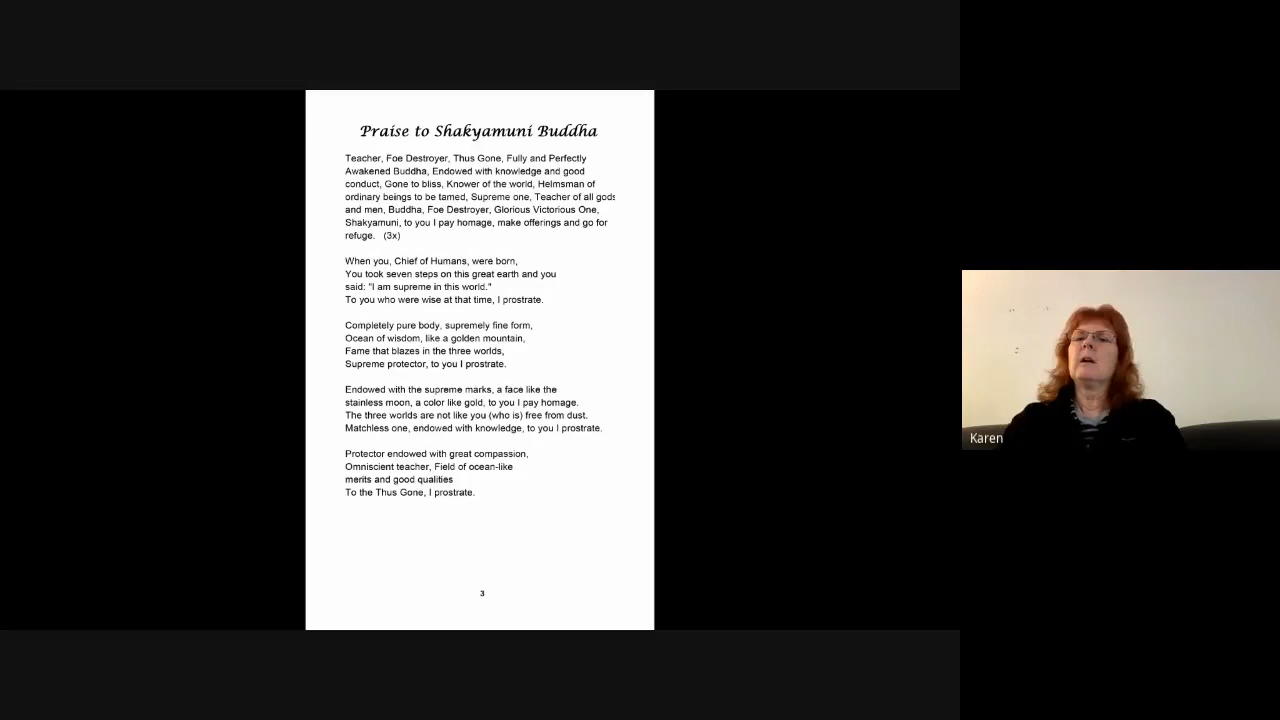 Praise to Shakyamuni Buddha
Teacher, Foe Destroyer, Thus Gone, Fully and Perfectly
Awakened Buddha, Endowed with knowledge and good
conduct, Gone to bliss, Knower of the world, Helmsman of
ordinary beings to be tamed, Supreme one, Teacher of all gods
and men, Buddha, Foe Destroyer, Glorious Victorious One,
Shakyamuni, to you I pay homage, make offerings and go for
refuge. (3x)
When you, Chief of Humans, were born,
You took seven steps on this great earth and you
said: "I am supreme in this world."
To you who were wise at that time, I prostrate.
Completely pure body, supremely fine form,
Ocean of wisdom, like a golden mountain,
Fame that blazes in the three worlds,
Supreme protector, to you I prostrate.
Endowed with the supreme marks, a face like the
stainless moon, a color like gold, to you I pay homage.
The three worlds are not like you (who is) free from dust.
Matchless one, endowed with knowledge, to you I prostrate.
Protector endowed with great compassion,
Omniscient teacher, Field of ocean-like
merits and good qualities
To the Thus Gone, I prostrate.
3
Karen